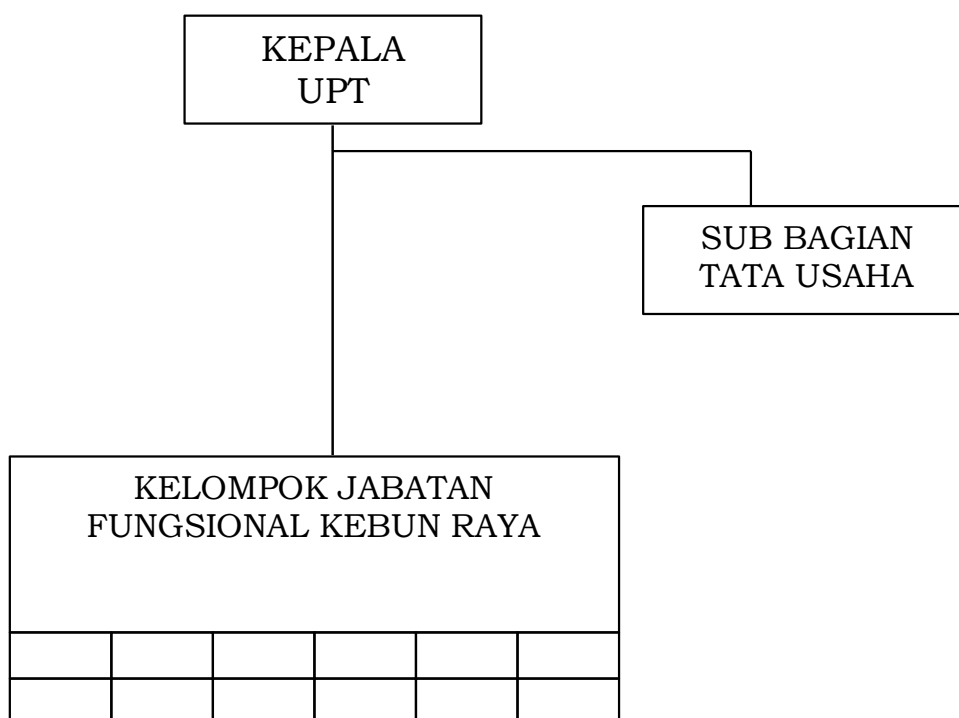 KEPALA
UPT
SUB BAGIAN
TATA USAHA
KELOMPOK JABATAN
FUNGSIONAL KEBUN RAYA